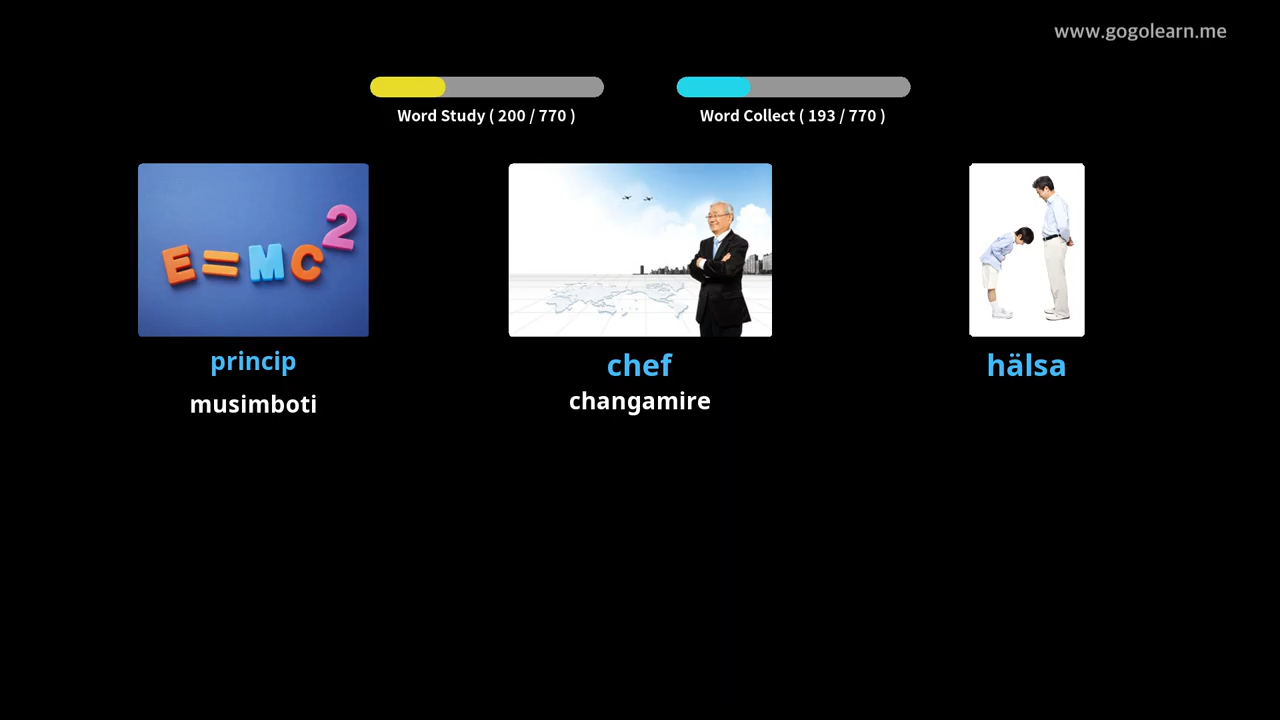 www.gogolearn.me
Word Study ( 200 / 770 )
Word Collect ( 193 / 770 )
E=MC2
princip
musimboti
chef
changamire
hälsa